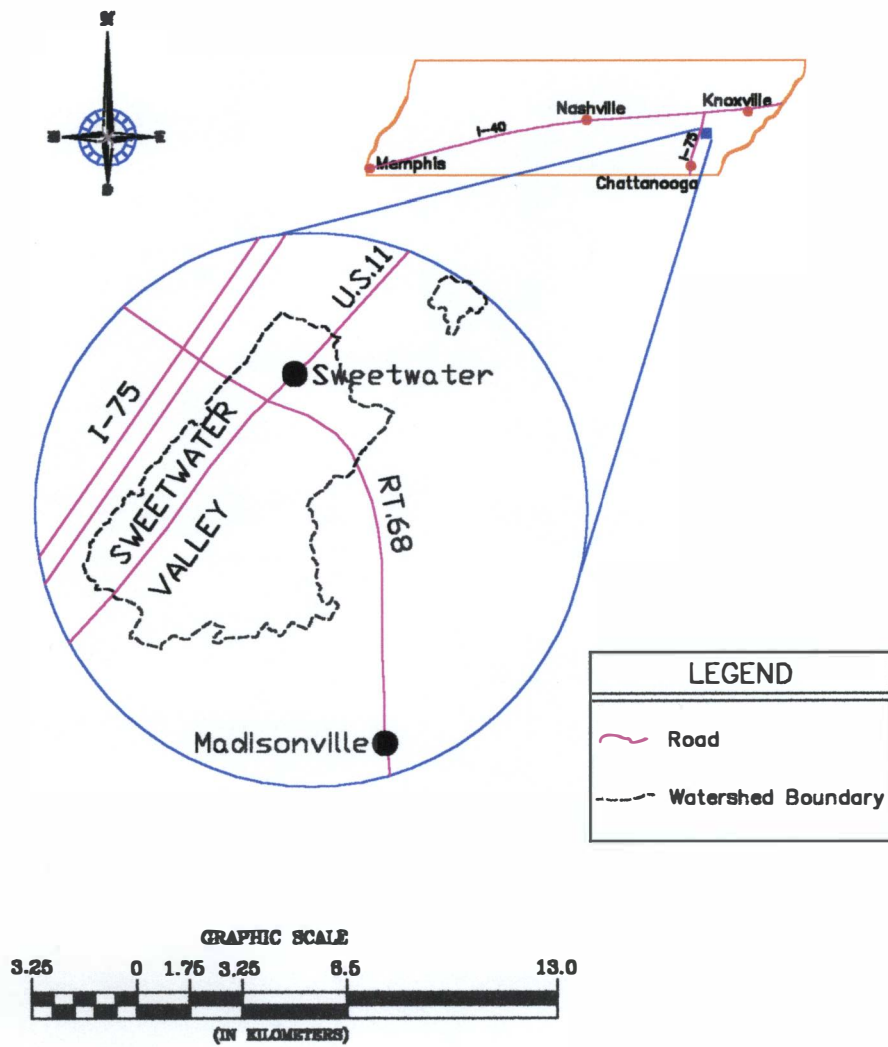 N
Nashville
Knoxville
I-40
I-75
Memphis
Chattanooga
U.S.11
Sweetwater
I-75
SWEETWATER
VALLEY
RT.68
Madisonville
LEGEND
Road
Watershed Boundary
GRAPHIC SCALE
3.25 0 1.75 3.25 6.5 13.0
(IN KILOMETERS)